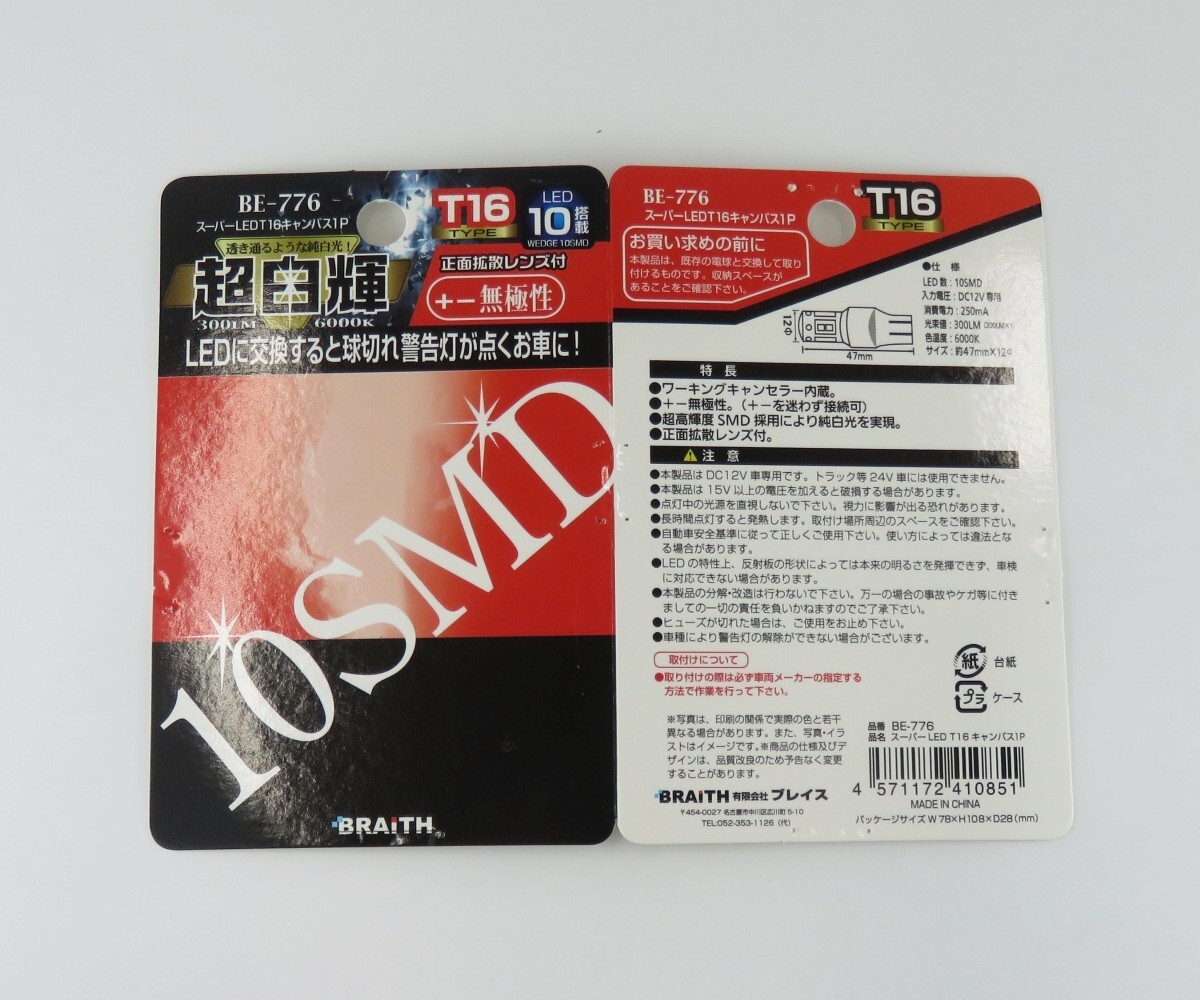 BE-776
スーパーLEDT16キャンパス1P
T16
TYPE
LED
10搭載
WEDGE 10SMD
透き通るような純白光！
超白輝
300LM 6000K
正面拡散レンズ付
＋－無極性
LEDに交換すると球切れ警告灯が点くお車に！
10SMD
BRAITH
BE-776
スーパーLEDT16キャンパス1P
T16
TYPE
お買い求めの前に
本製品は、既存の電球と交換して取り
付けるものです。収納スペースが
あることをご確認下さい。
●仕 様
LED 数 : 10SMD
入力電圧 : DC12V 専用
消費電力 : 250mA
光束値 : 300LM (300LM×1)
色温度 : 6000K
サイズ : 約47mm×12Φ
12Φ
47mm
特 長
●ワーキングキャンセラー内蔵。
●＋－無極性。（＋－を迷わず接続可）
●超高輝度 SMD 採用により純白光を実現。
●正面拡散レンズ付。
⚠注 意
●本製品は DC12V 車専用です。トラック等 24V 車には使用できません。
●本製品は 15V 以上の電圧を加えると破損する場合があります。
●点灯中の光源を直視しないで下さい。視力に影響が出る恐れがあります。
●長時間点灯すると発熱します。取付け場所周辺のスペースをご確認下さい。
●自動車安全基準に従って正しくご使用下さい。使い方によっては違法とな
る場合があります。
●LED の特性上、反射板の形状によっては本来の明るさを発揮できず、車検
に対応できない場合があります。
●本製品の分解・改造は行わないで下さい。万一の場合の事故やケガ等に付き
ましての一切の責任を負いかねますのでご了承下さい。
●ヒューズが切れた場合は、ご使用をお止め下さい。
●車種により警告灯の解除ができない場合がございます。
取付けについて
●取り付けの際は必ず車両メーカーの指定する
方法で作業を行って下さい。
紙 台紙
プラ ケース
※写真は、印刷の関係で実際の色と若干
異なる場合があります。また、写真・イラ
ストはイメージです。※商品の仕様及びデ
ザインは、品質改良のため予告なく変更
することがあります。
品番 BE-776
品名 スーパー LED T16 キャンパス1P
4 571172 410851
MADE IN CHINA
BRAITH 有限会社 ブレイス
〒454-0027 名古屋市中川区広川町 5-10
TEL:052-353-1126（代）
パッケージサイズ W 78×H108×D28 (mm)